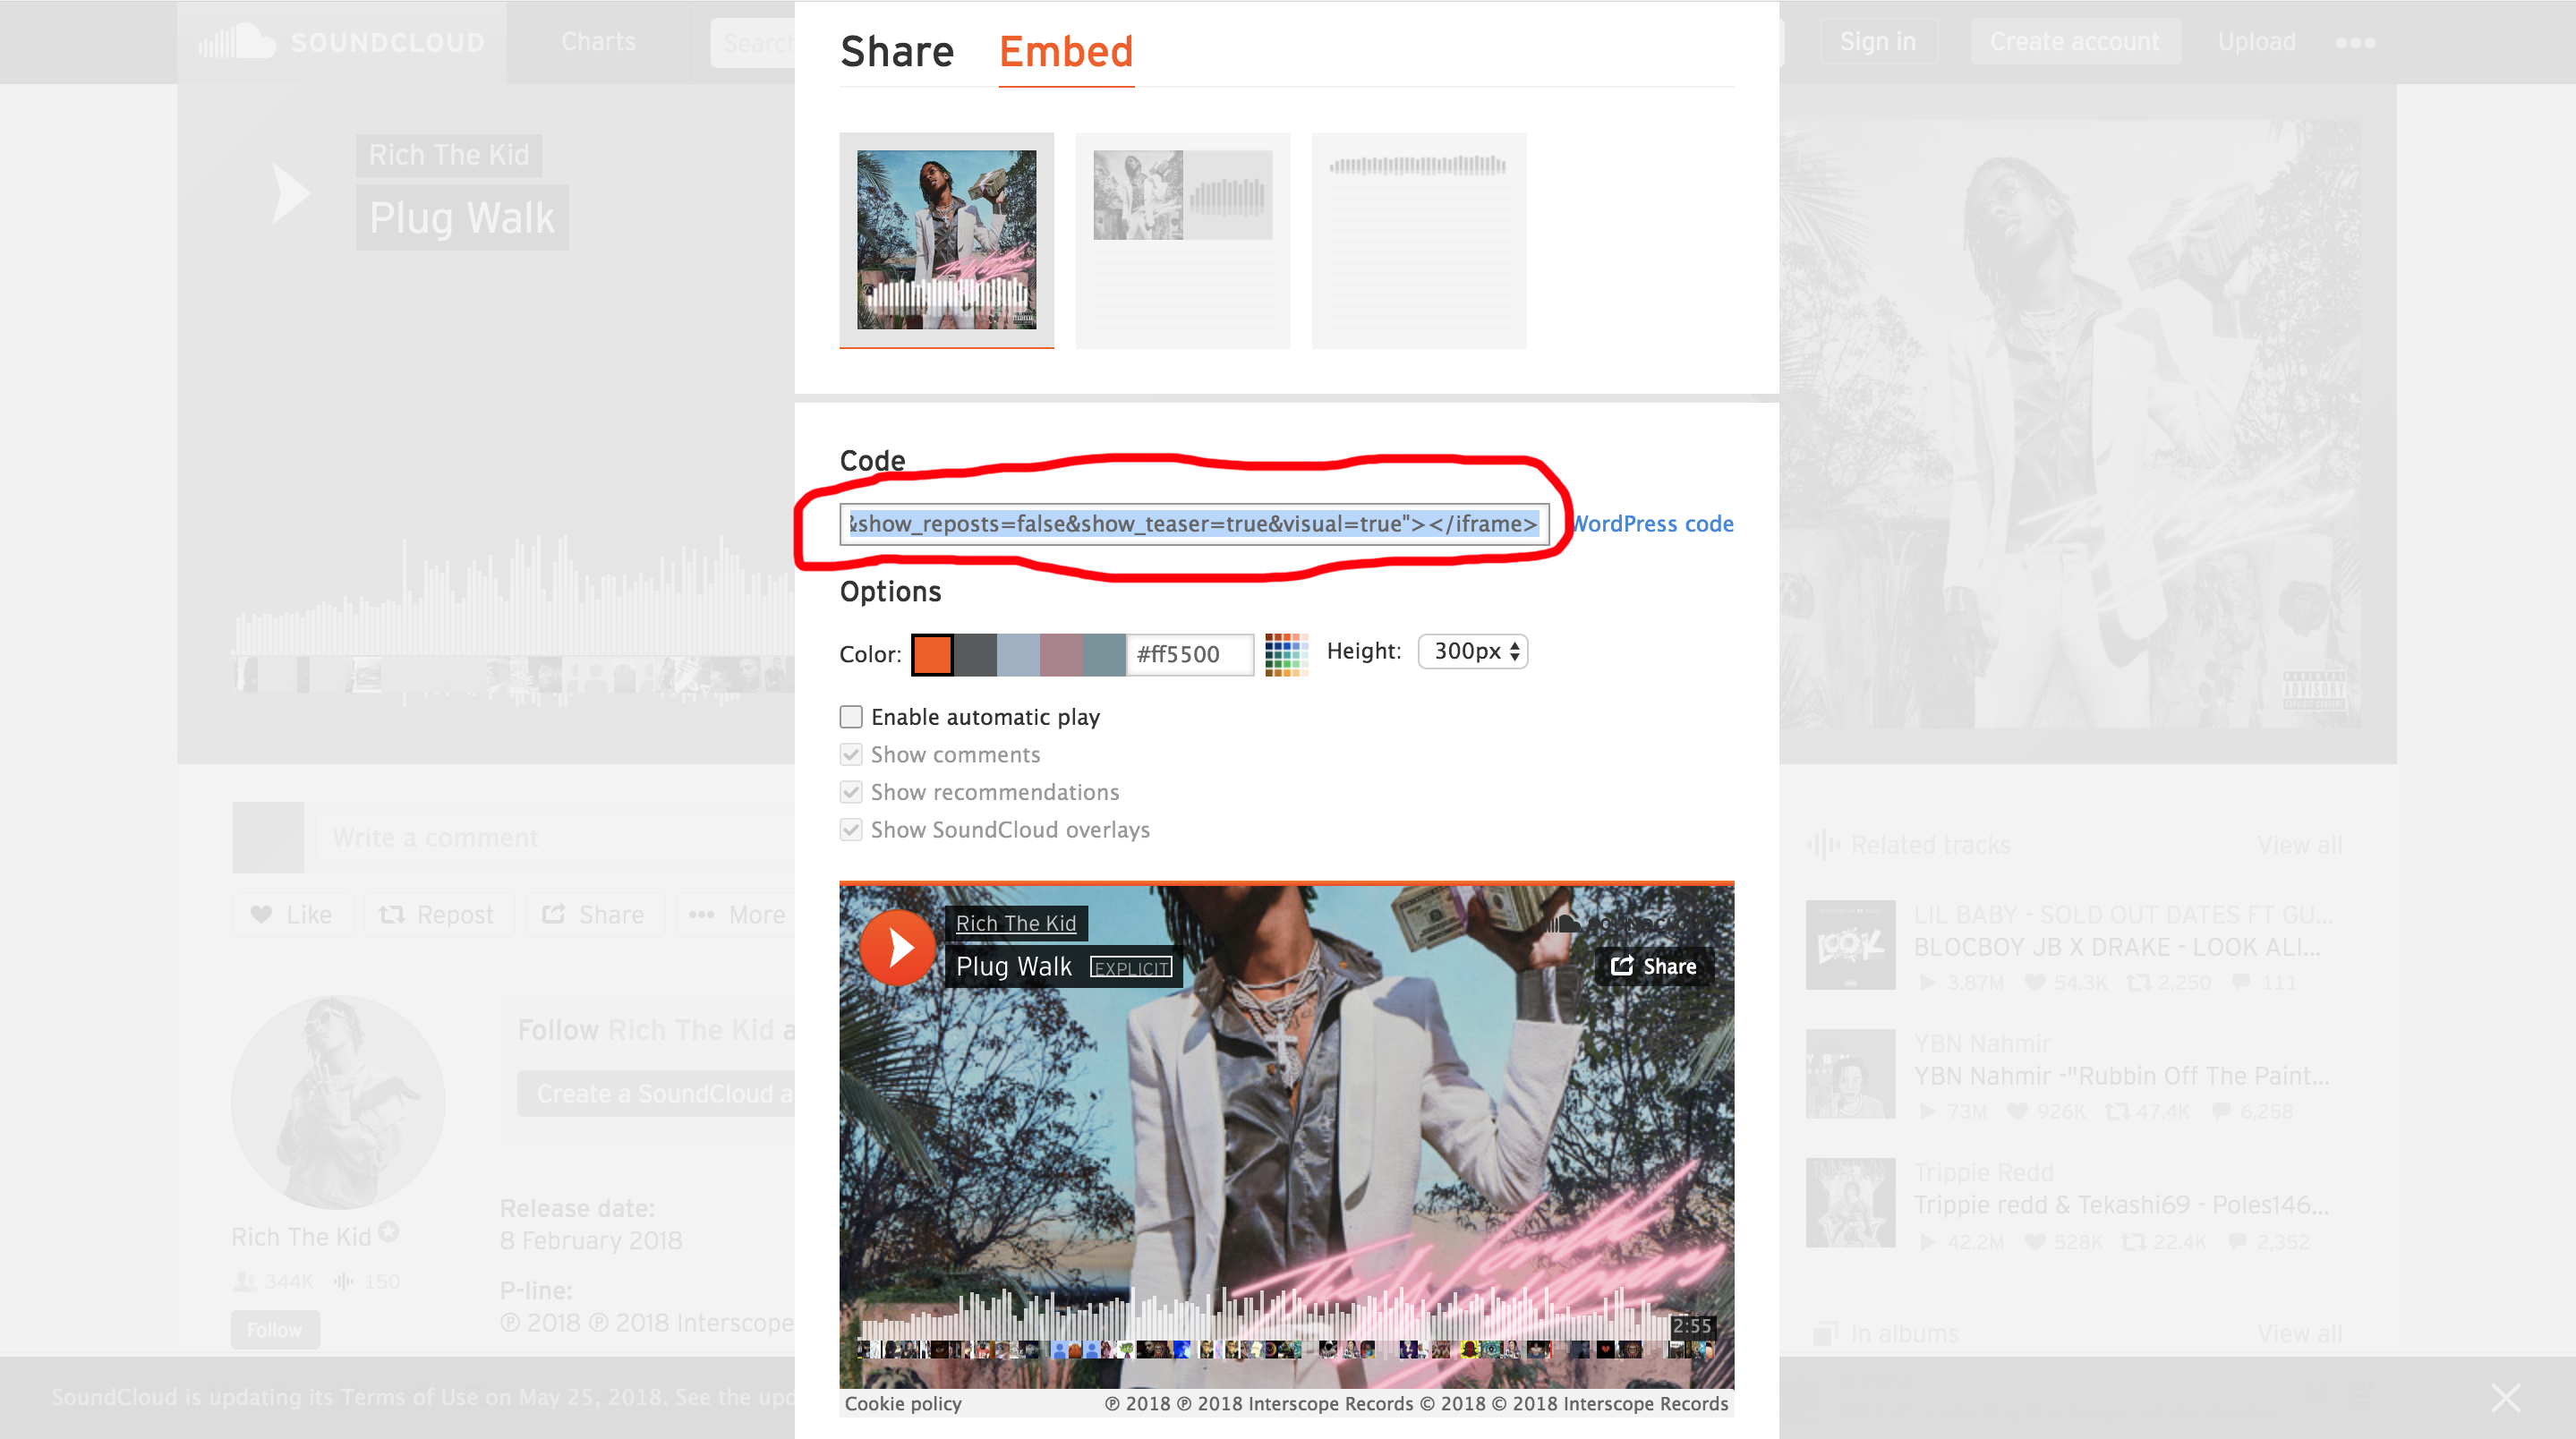 SOUNDCLOUD
Charts
Search
Sign in
Create account
Upload
Share
Embed
Rich The Kid
Plug Walk
Code
&show_reposts=false&show_teaser=true&visual=true"></iframe>
WordPress code
Options
Color:
#ff5500
Height:
300px
Enable automatic play
Show comments
Show recommendations
Show SoundCloud overlays
Rich The Kid
Plug Walk
EXPLICIT
SOUNDCLOUD
Share
2:55
Cookie policy
℗ 2018 ℗ 2018 Interscope Records © 2018 © 2018 Interscope Records
Write a comment
Like
Repost
Share
More
Follow Rich The Kid a
Create a SoundCloud a
Rich The Kid
344K
150
Follow
Release date:
8 February 2018
P-line:
℗ 2018 ℗ 2018 Interscope
PARENTAL
ADVISORY
EXPLICIT CONTENT
Related tracks
View all
LIL BABY - SOLD OUT DATES FT GU...
BLOCBOY JB X DRAKE - LOOK ALI...
3.87M
54.3K
2,250
111
YBN Nahmir
YBN Nahmir -"Rubbin Off The Paint...
73M
926K
47.4K
6,258
Trippie Redd
Trippie redd & Tekashi69 - Poles146...
42.2M
528K
22.4K
2,352
In albums
View all
SoundCloud is updating its Terms of Use on May 25, 2018. See the upd